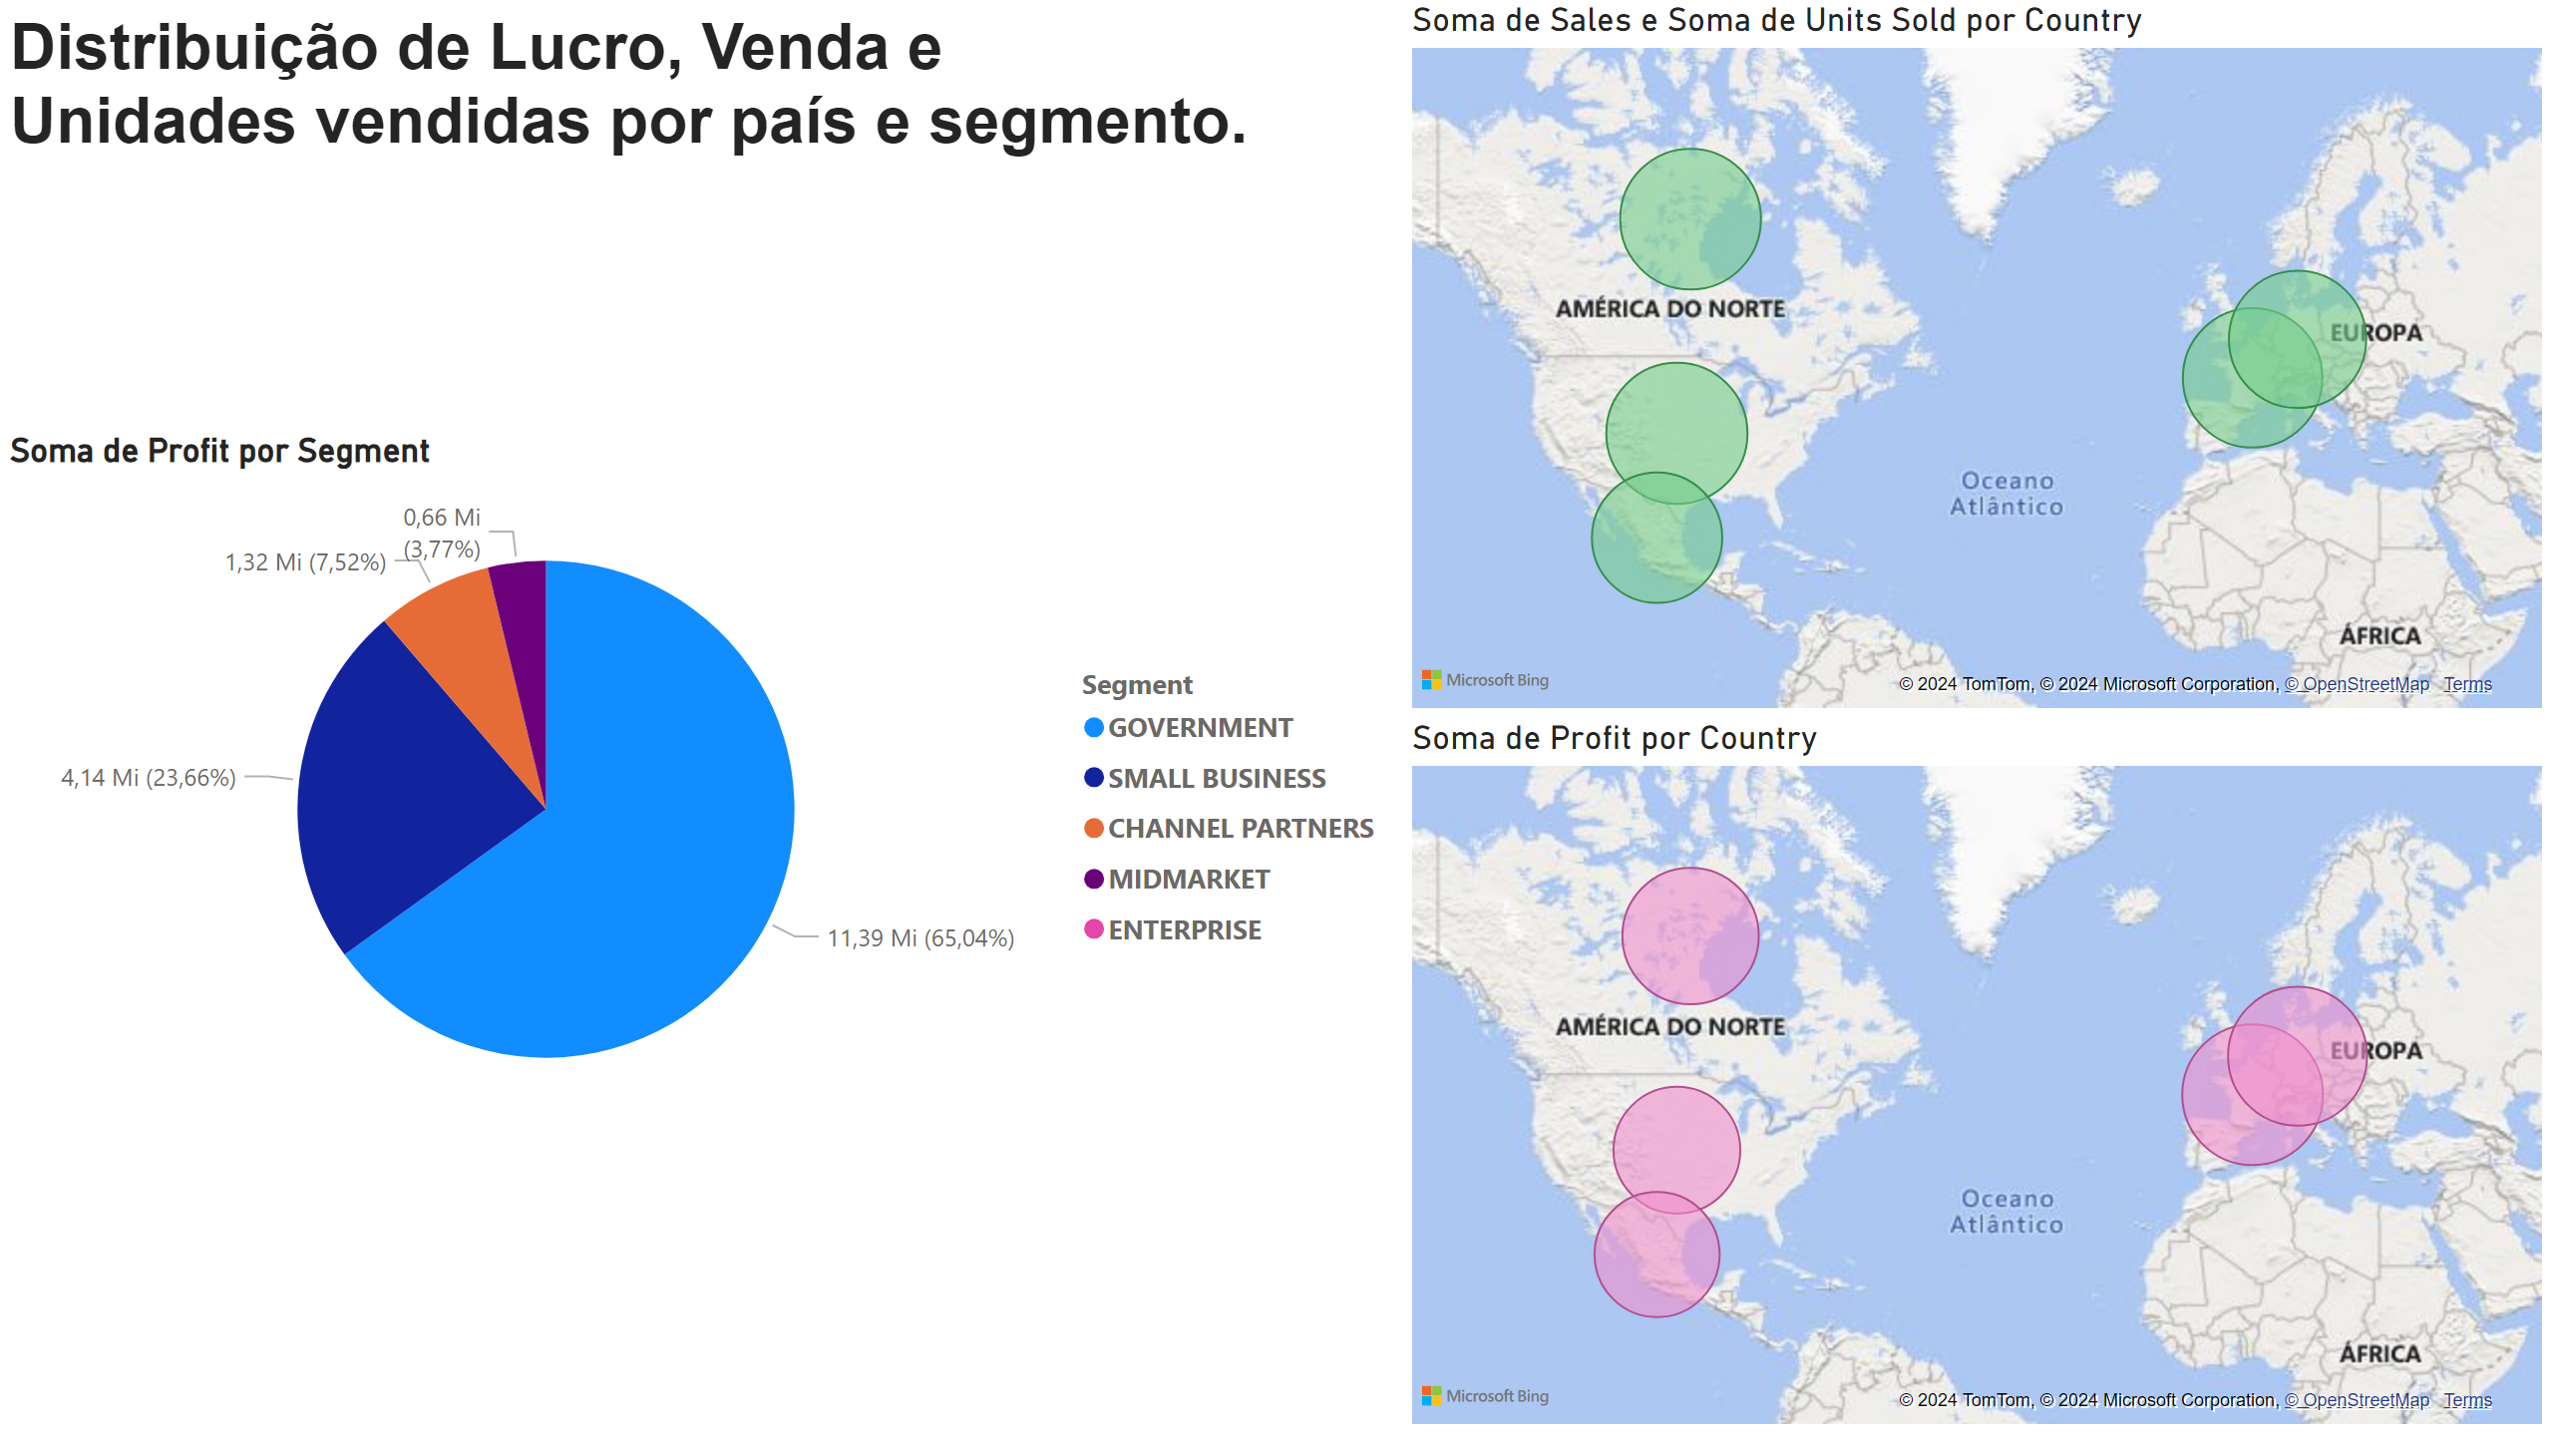 Distribuição de Lucro, Venda e
Unidades vendidas por país e segmento.
Soma de Profit por Segment
0,66 Mi
(3,77%)
1,32 Mi (7,52%)
4,14 Mi (23,66%)
11,39 Mi (65,04%)
Segment
GOVERNMENT
SMALL BUSINESS
CHANNEL PARTNERS
MIDMARKET
ENTERPRISE
Soma de Sales e Soma de Units Sold por Country
AMÉRICA DO NORTE
EUROPA
Oceano
Atlântico
ÁFRICA
Microsoft Bing
© 2024 TomTom, © 2024 Microsoft Corporation, © OpenStreetMap Terms
Soma de Profit por Country
AMÉRICA DO NORTE
EUROPA
Oceano
Atlântico
ÁFRICA
Microsoft Bing
© 2024 TomTom, © 2024 Microsoft Corporation, © OpenStreetMap Terms